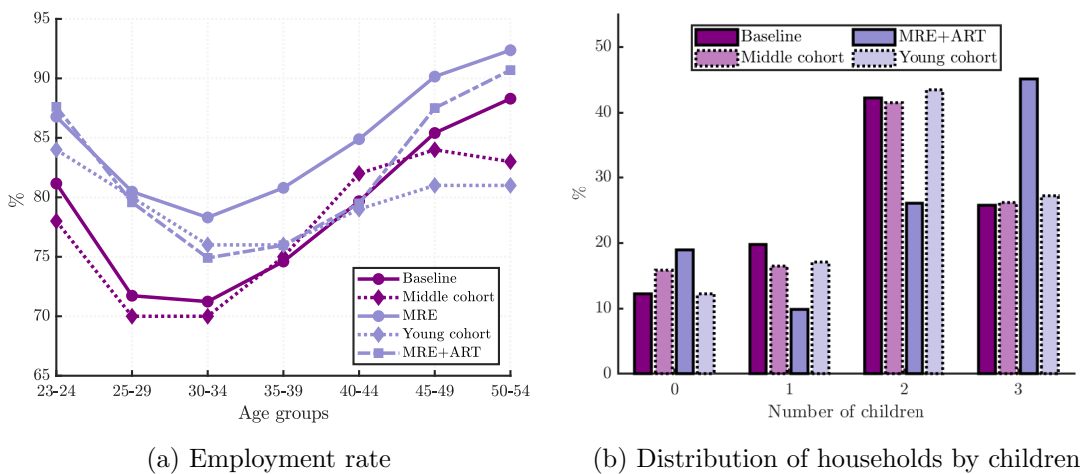 95
90
85
80
75
70
65
%
23–24
25–29
30–34
35–39
40–44
45–49
50–54
Age groups
Baseline
Middle cohort
MRE
Young cohort
MRE+ART
(a) Employment rate
50
40
30
20
10
0
%
0
1
2
3
Number of children
Baseline
MRE+ART
Middle cohort
Young cohort
(b) Distribution of households by children